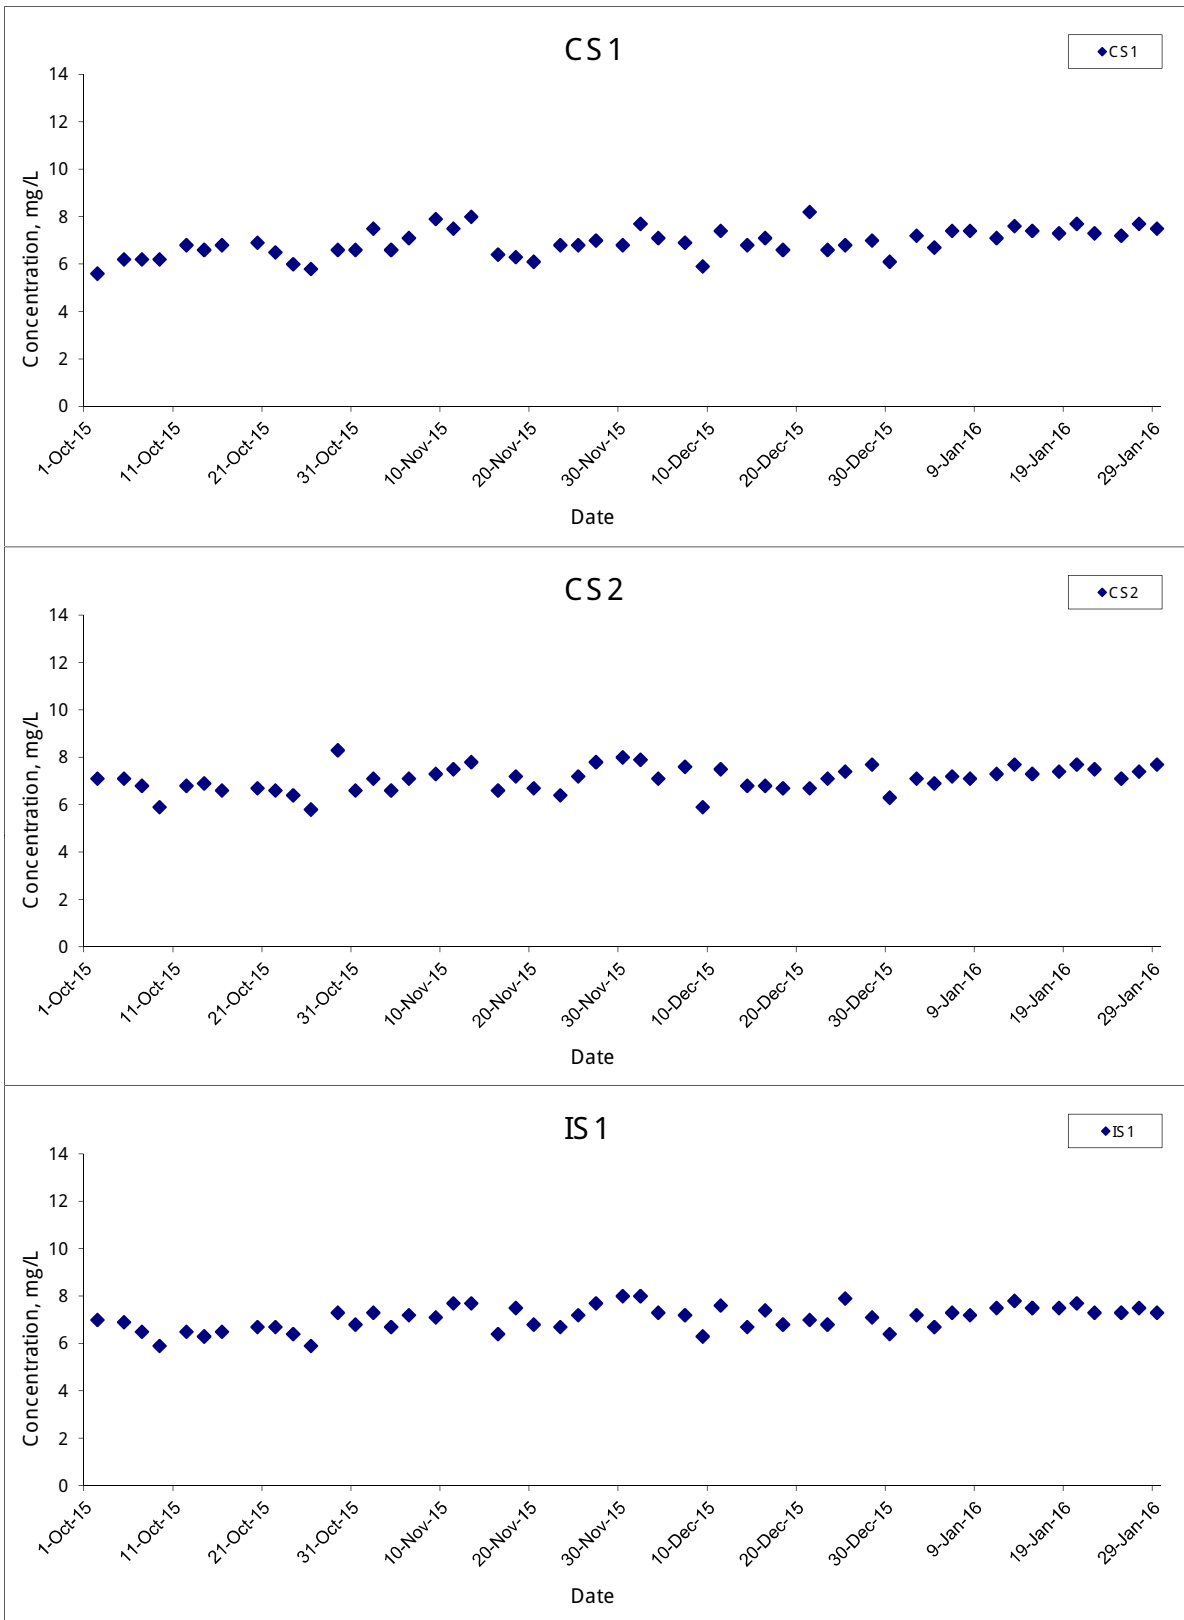 CS1
CS1
14
12
10
8
6
4
2
0
Concentration, mg/L
1-Oct-15
11-Oct-15
21-Oct-15
31-Oct-15
10-Nov-15
20-Nov-15
30-Nov-15
10-Dec-15
20-Dec-15
30-Dec-15
9-Jan-16
19-Jan-16
29-Jan-16
Date
CS2
CS2
14
12
10
8
6
4
2
0
Concentration, mg/L
1-Oct-15
11-Oct-15
21-Oct-15
31-Oct-15
10-Nov-15
20-Nov-15
30-Nov-15
10-Dec-15
20-Dec-15
30-Dec-15
9-Jan-16
19-Jan-16
29-Jan-16
Date
IS1
IS1
14
12
10
8
6
4
2
0
Concentration, mg/L
1-Oct-15
11-Oct-15
21-Oct-15
31-Oct-15
10-Nov-15
20-Nov-15
30-Nov-15
10-Dec-15
20-Dec-15
30-Dec-15
9-Jan-16
19-Jan-16
29-Jan-16
Date